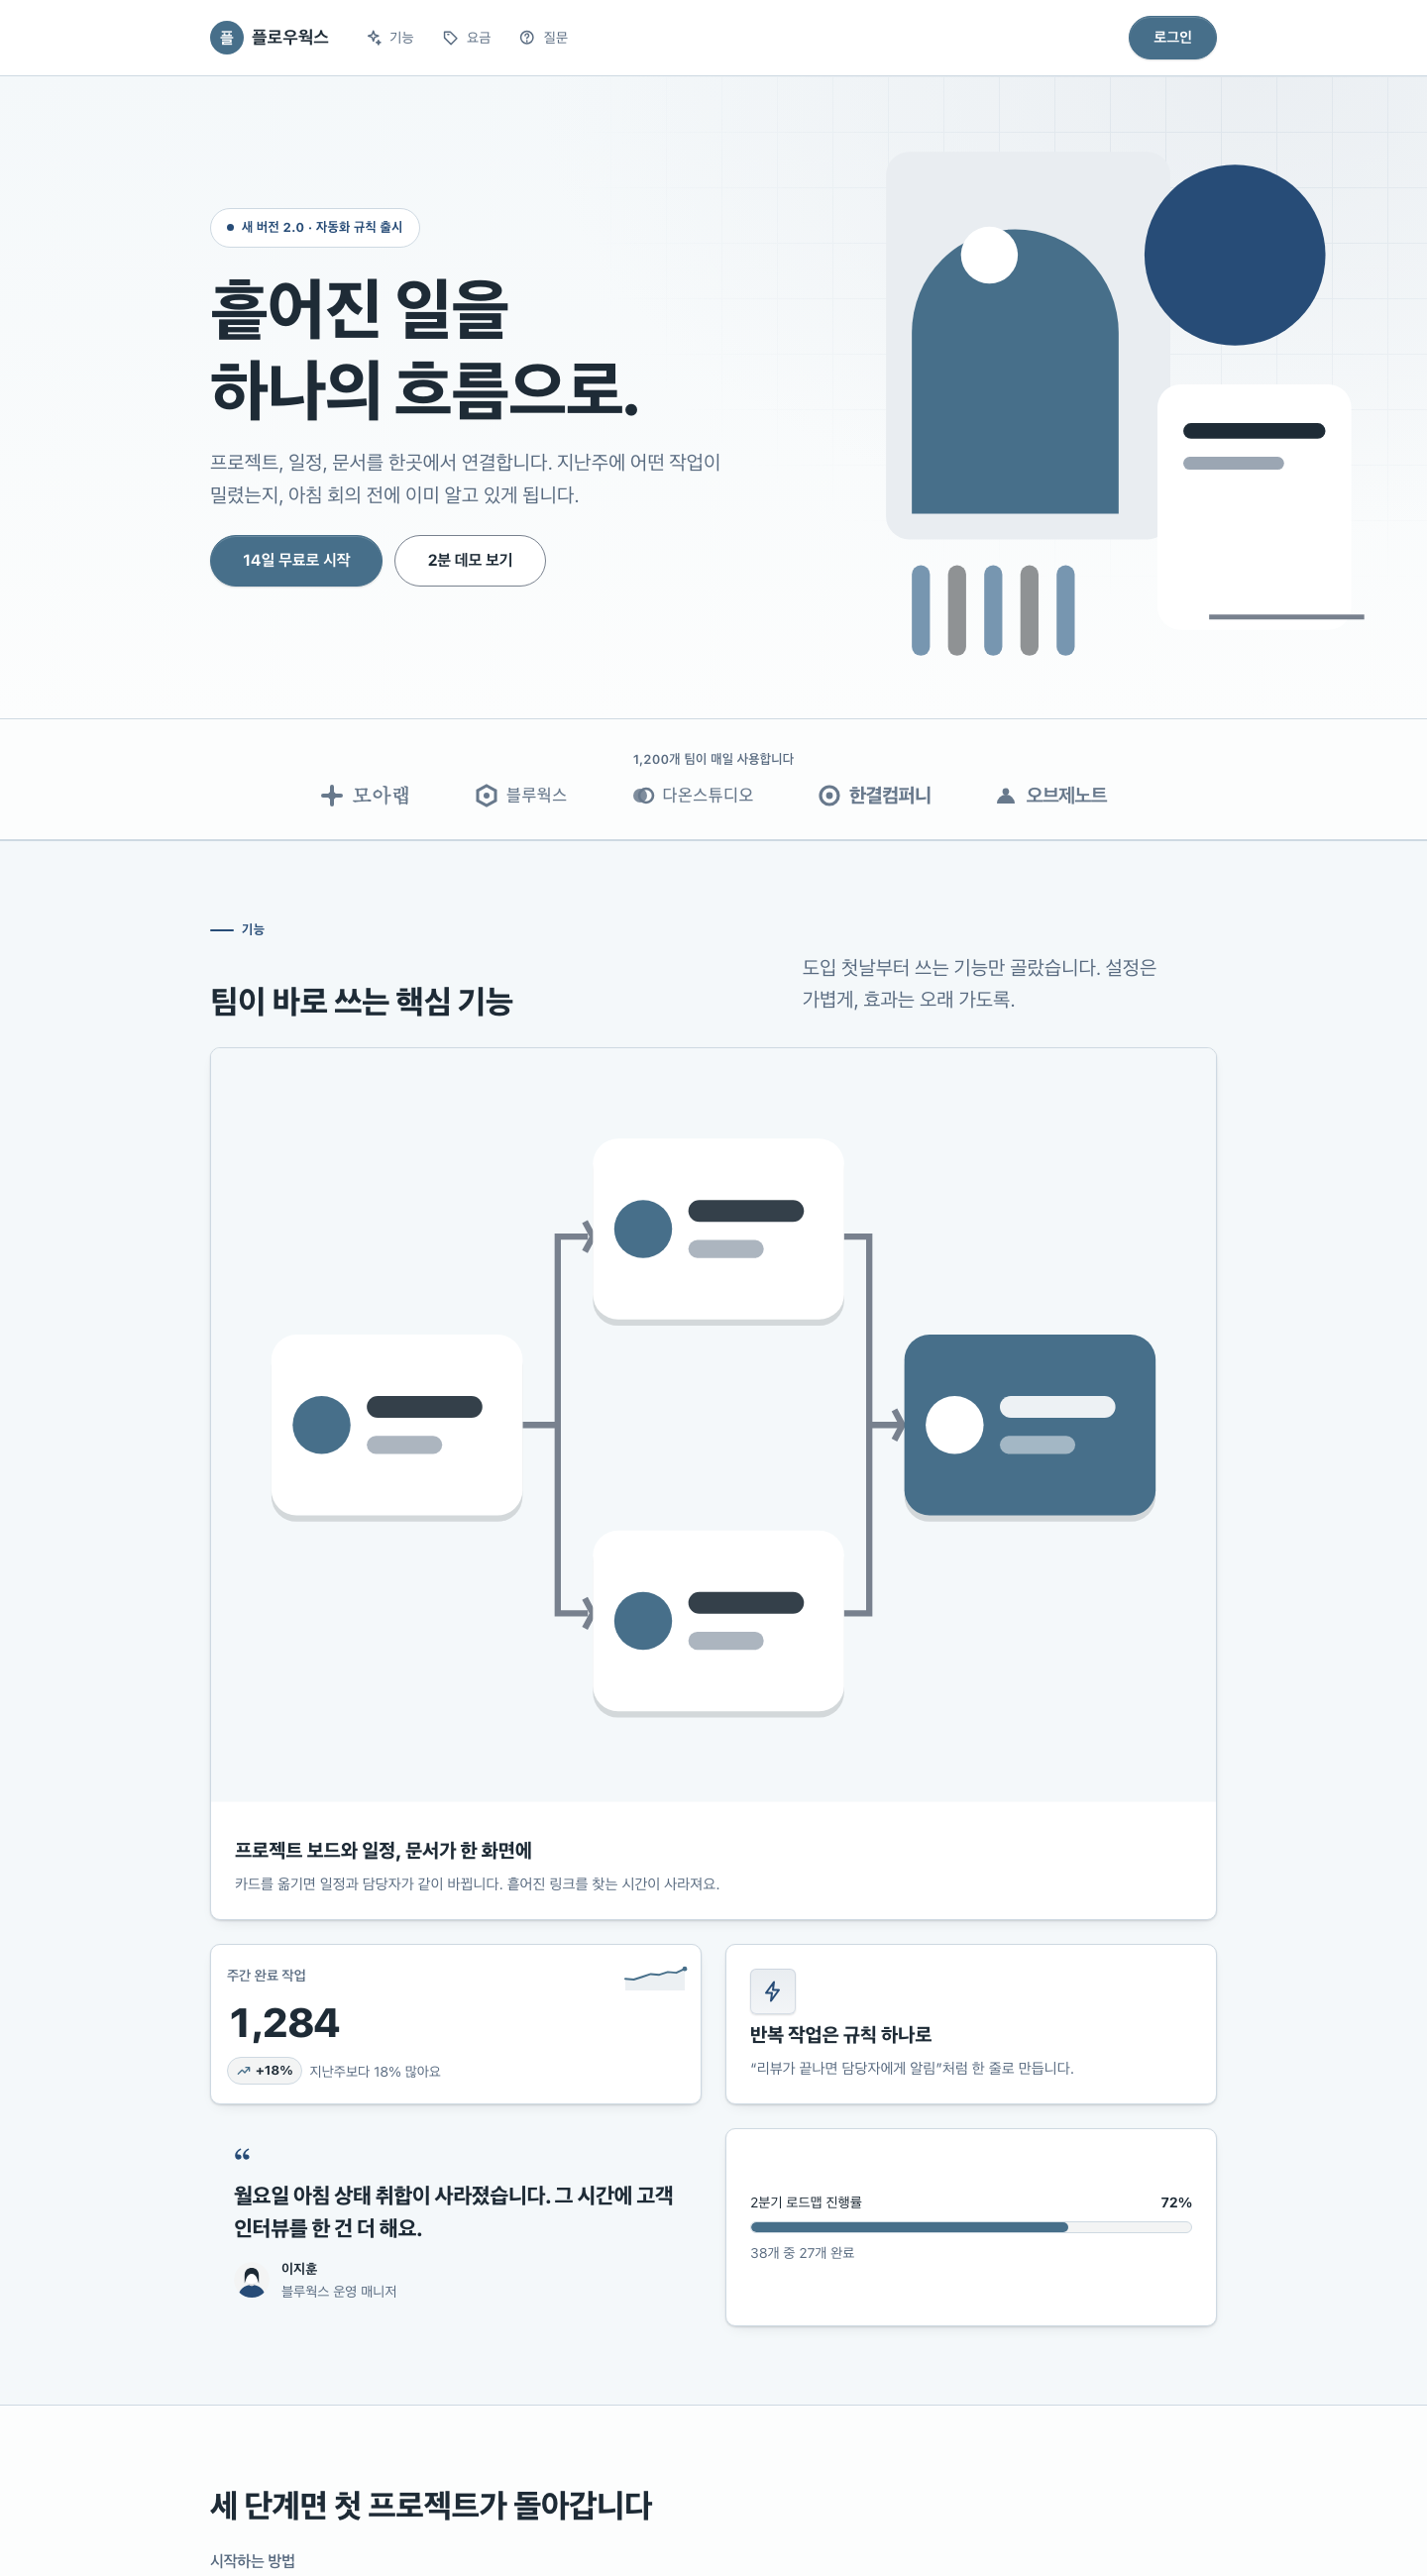 플 플로우웍스 기능 요금 질문 로그인
새 버전 2.0 · 자동화 규칙 출시
흩어진 일을
하나의 흐름으로.
프로젝트, 일정, 문서를 한곳에서 연결합니다. 지난주에 어떤 작업이
밀렸는지, 아침 회의 전에 이미 알고 있게 됩니다.
14일 무료로 시작 2분 데모 보기
1,200개 팀이 매일 사용합니다
모아랩 블루웍스 다온스튜디오 한결컴퍼니 오브제노트
기능
팀이 바로 쓰는 핵심 기능
도입 첫날부터 쓰는 기능만 골랐습니다. 설정은
가볍게, 효과는 오래 가도록.
프로젝트 보드와 일정, 문서가 한 화면에
카드를 옮기면 일정과 담당자가 같이 바뀝니다. 흩어진 링크를 찾는 시간이 사라져요.
주간 완료 작업
1,284
+18% 지난주보다 18% 많아요
반복 작업은 규칙 하나로
“리뷰가 끝나면 담당자에게 알림”처럼 한 줄로 만듭니다.
“
월요일 아침 상태 취합이 사라졌습니다. 그 시간에 고객
인터뷰를 한 건 더 해요.
이지훈
블루웍스 운영 매니저
2분기 로드맵 진행률 72%
38개 중 27개 완료
세 단계면 첫 프로젝트가 돌아갑니다
시작하는 방법